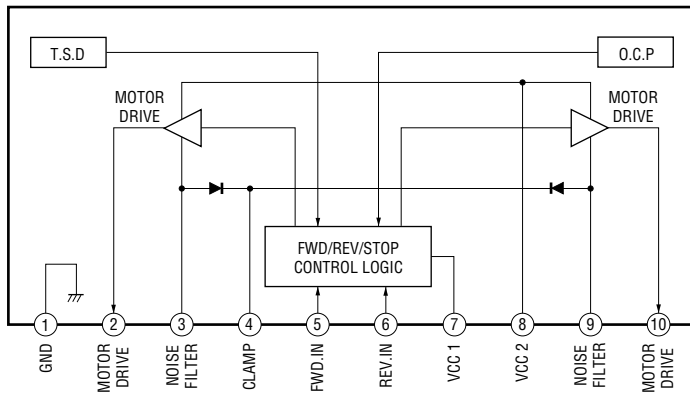 T.S.D
O.C.P
MOTOR
DRIVE
MOTOR
DRIVE
FWD/REV/STOP
CONTROL LOGIC
1
2
3
4
5
6
7
8
9
10
GND
MOTOR
DRIVE
NOISE
FILTER
CLAMP
FWD.IN
REV.IN
VCC 1
VCC 2
NOISE
FILTER
MOTOR
DRIVE